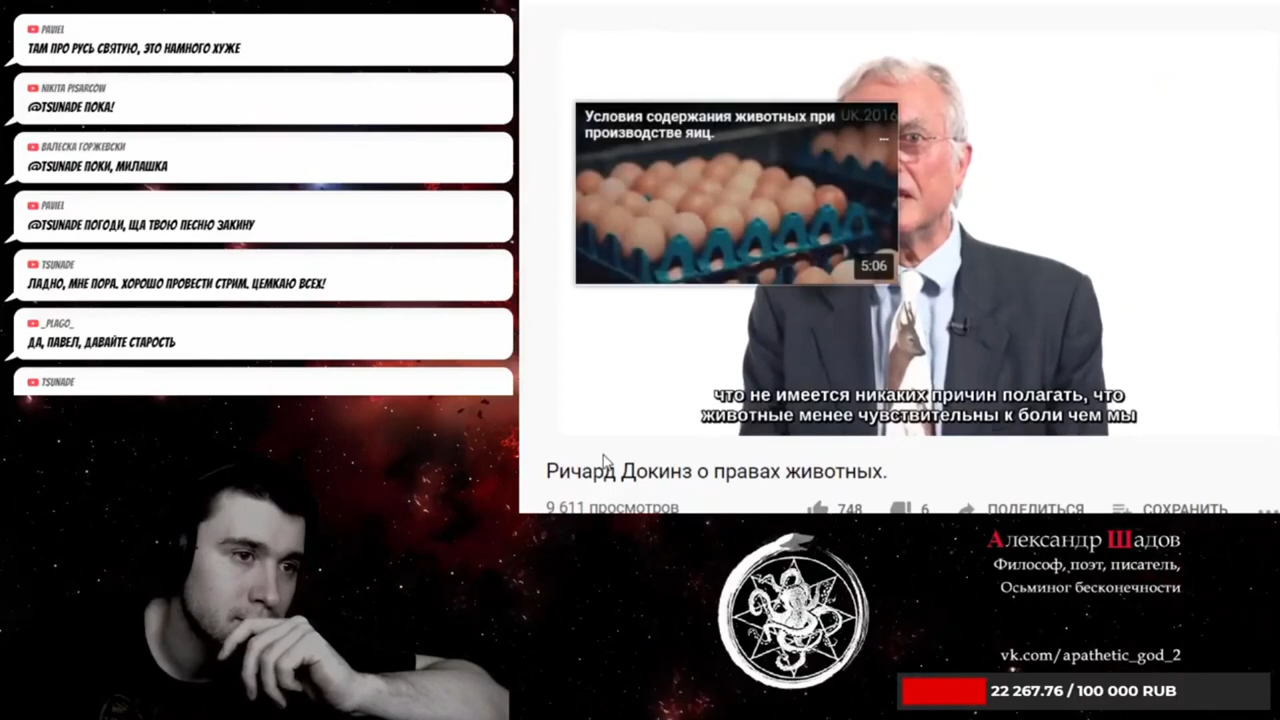 PAVIEL
ТАМ ПРО РУСЬ СВЯТУЮ, ЭТО НАМНОГО ХУЖЕ
NIKITA PISARCOW
@TSUNADE ПОКА!
ВАЛЕСКА ГОРЖЕВСКИ
@TSUNADE ПОКИ, МИЛАШКА
PAVIEL
@TSUNADE ПОГОДИ, ЩА ТВОЮ ПЕСНЮ ЗАКИНУ
TSUNADE
ЛАДНО, МНЕ ПОРА. ХОРОШО ПРОВЕСТИ СТРИМ. ЦЕМКАЮ ВСЕХ!
_PLAGO_
ДА, ПАВЕЛ, ДАВАЙТЕ СТАРОСТЬ
TSUNADE
Условия содержания животных при
производстве яиц.
UK.2016
...
5:06
что не имеется никаких причин полагать, что
животные менее чувствительны к боли чем мы
Ричард Докинз о правах животных.
9 611 просмотров
748
6
ПОДЕЛИТЬСЯ
СОХРАНИТЬ
Александр Шадов
Философ, поэт, писатель,
Осьминог бесконечности
vk.com/apathetic_god_2
22 267.76 / 100 000 RUB